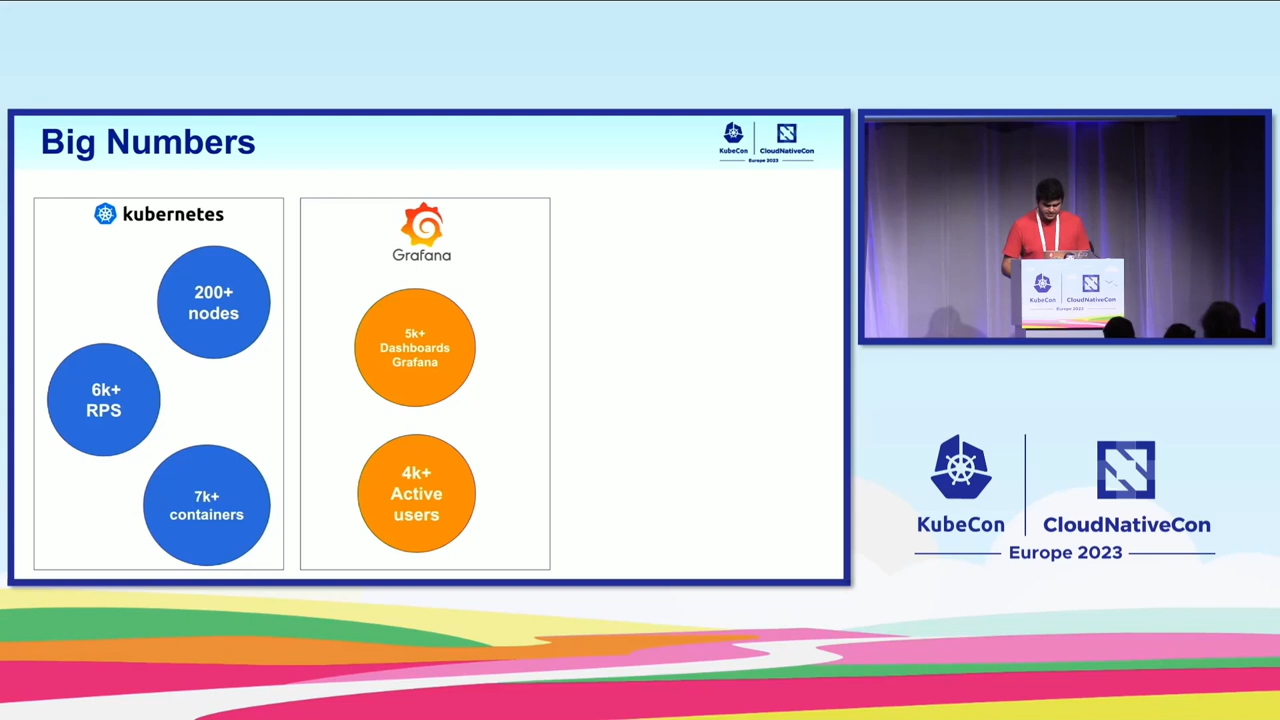 Big Numbers
KubeCon
CloudNativeCon
Europe 2023
kubernetes
200+
nodes
6k+
RPS
7k+
containers
Grafana
5k+
Dashboards
Grafana
4k+
Active
users
KubeCon
CloudNativeCon
Europe 2023
KubeCon
CloudNativeCon
Europe 2023